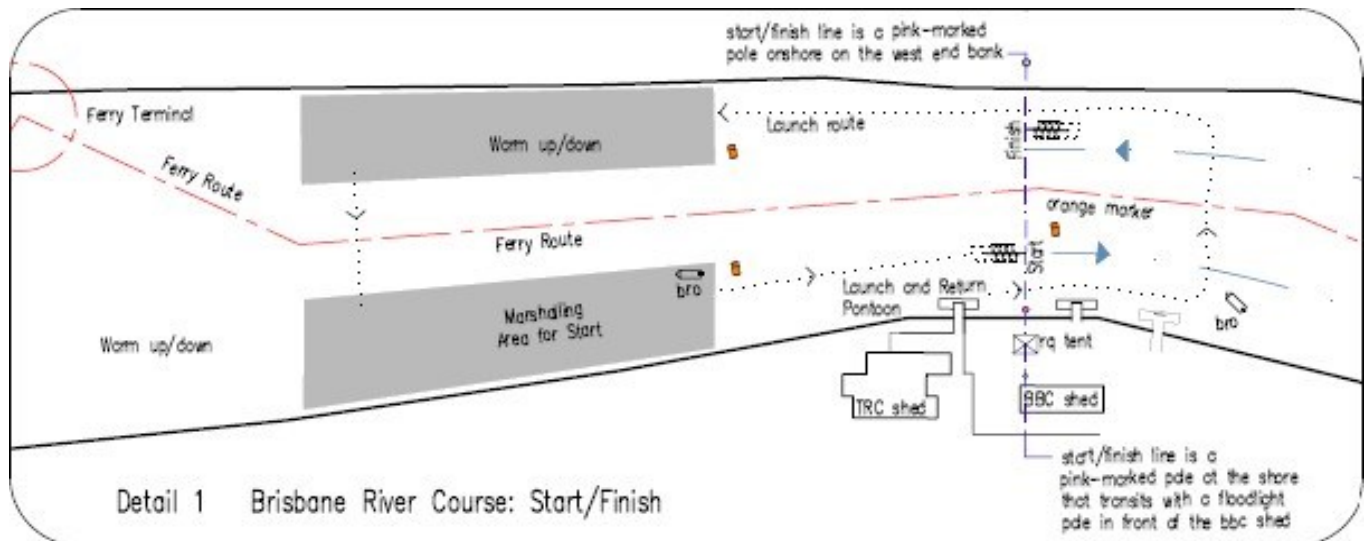 start/finish line is a pink-marked
pole onshore on the west end bank
Ferry Terminal
Warm up/down
Launch route
Finish
Ferry Route
orange marker
Ferry Route
Start
bro
Launch and Return
Pontoon
Marshaling
Area for Start
bro
Warm up/down
rq tent
TRC shed
BBC shed
start/finish line is a
pink-marked pole at the shore
that transits with a floodlight
pole in front of the bbc shed
Detail 1 Brisbane River Course: Start/Finish